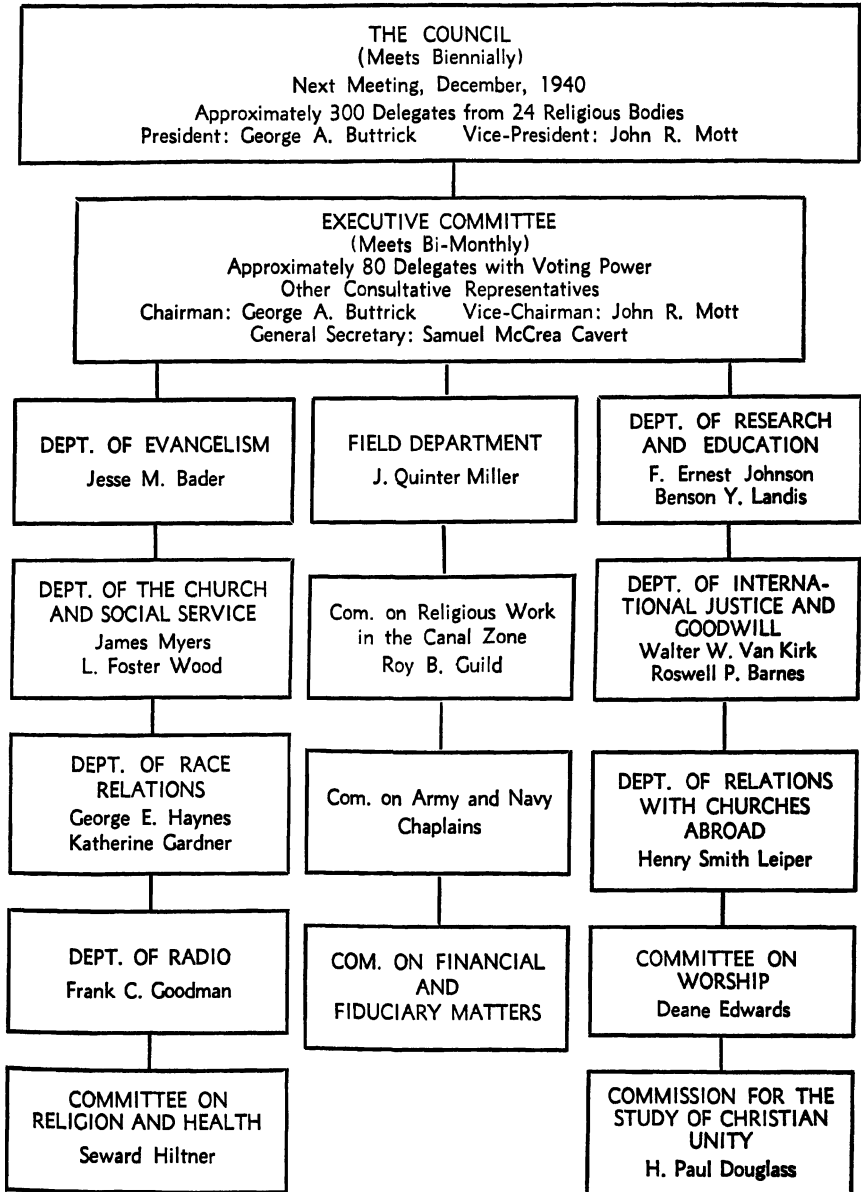 THE COUNCIL
(Meets Biennially)
Next Meeting, December, 1940
Approximately 300 Delegates from 24 Religious Bodies
President: George A. Buttrick Vice-President: John R. Mott
EXECUTIVE COMMITTEE
(Meets Bi-Monthly)
Approximately 80 Delegates with Voting Power
Other Consultative Representatives
Chairman: George A. Buttrick Vice-Chairman: John R. Mott
General Secretary: Samuel McCrea Cavert
DEPT. OF EVANGELISM
Jesse M. Bader
FIELD DEPARTMENT
J. Quinter Miller
DEPT. OF RESEARCH
AND EDUCATION
F. Ernest Johnson
Benson Y. Landis
DEPT. OF THE CHURCH
AND SOCIAL SERVICE
James Myers
L. Foster Wood
Com. on Religious Work
in the Canal Zone
Roy B. Guild
DEPT. OF INTERNA-
TIONAL JUSTICE AND
GOODWILL
Walter W. Van Kirk
Roswell P. Barnes
DEPT. OF RACE
RELATIONS
George E. Haynes
Katherine Gardner
Com. on Army and Navy
Chaplains
DEPT. OF RELATIONS
WITH CHURCHES
ABROAD
Henry Smith Leiper
DEPT. OF RADIO
Frank C. Goodman
COM. ON FINANCIAL
AND
FIDUCIARY MATTERS
COMMITTEE ON
WORSHIP
Deane Edwards
COMMITTEE ON
RELIGION AND HEALTH
Seward Hiltner
COMMISSION FOR THE
STUDY OF CHRISTIAN
UNITY
H. Paul Douglass